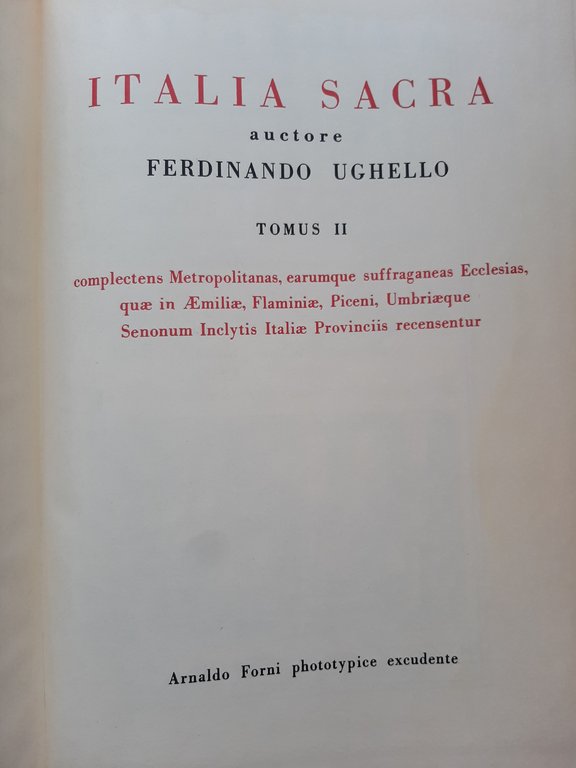 ITALIA SACRA
auctore
FERDINANDO UGHELLO
TOMUS II
complectens Metropolitanas, earumque suffraganeas Ecclesias,
quæ in Æmiliæ, Flaminiæ, Piceni, Umbriæque
Senonum Inclytis Italiæ Provinciis recensentur
Arnaldo Forni phototypice excudente